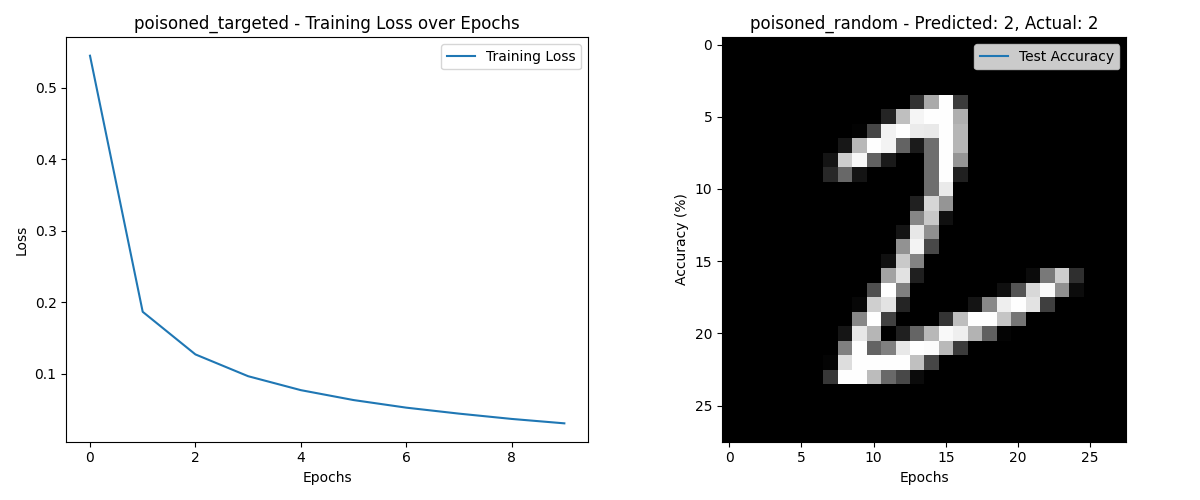 poisoned_targeted - Training Loss over Epochs
Training Loss
Loss
0.5
0.4
0.3
0.2
0.1
0 2 4 6 8
Epochs
poisoned_random - Predicted: 2, Actual: 2
Test Accuracy
Accuracy (%)
0
5
10
15
20
25
0 5 10 15 20 25
Epochs
2